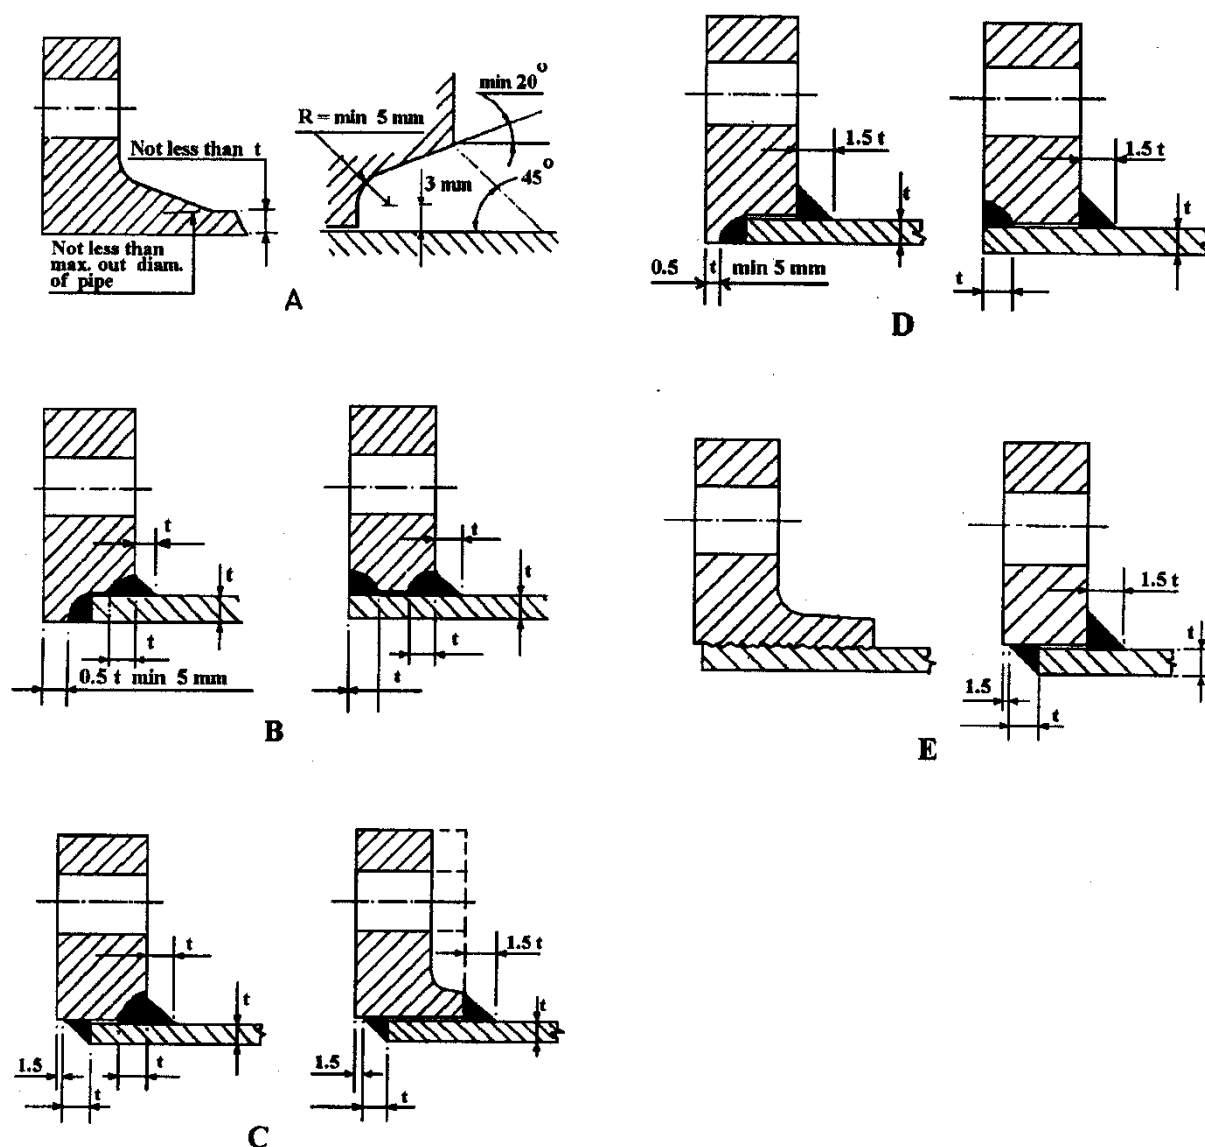 Not less than t
Not less than
max. out diam.
of pipe
R = min 5 mm
min 20°
3 mm
45°
A
1.5 t
t
0.5 t min 5 mm
1.5 t
t
t
D
t
t
t
0.5 t min 5 mm
t
t
t
t
B
1.5 t
t
1.5
t
E
t
t
1.5
t
t
1.5 t
t
1.5
t
C